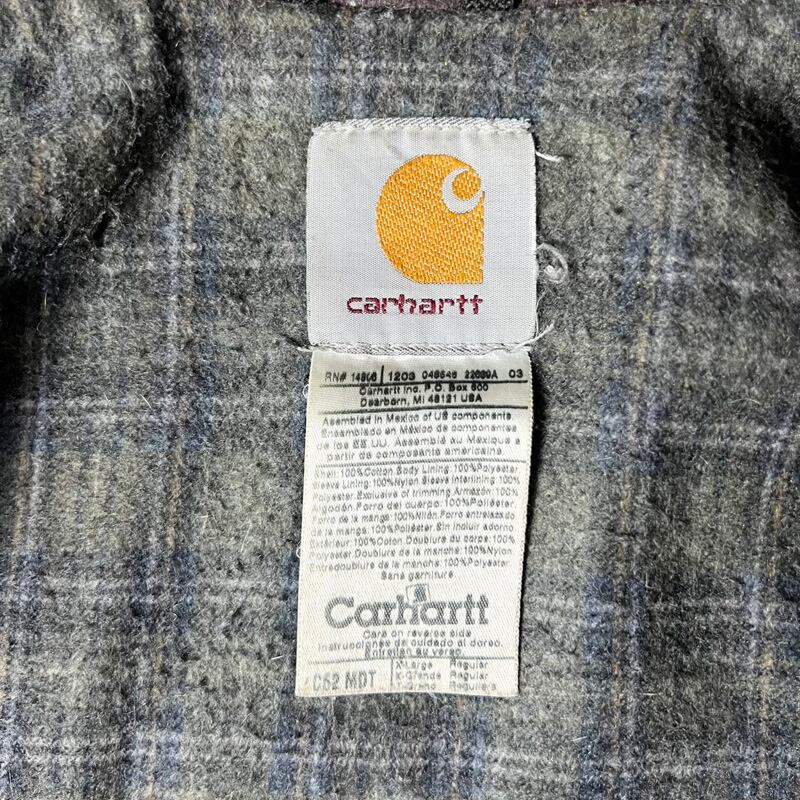 carhartt
RN# 14806 1203 046646 22689A 03
Carhartt Inc. P.O. Box 600
Dearborn, MI 48121 USA
Assembled in Mexico of US components.
Ensamblado en México de componentes
de los EE.UU. Assemblé au Mexique a
partir de composants américains.
Shell:100%Cotton Body Lining:100%Polyester
Sleeve Lining:100%Nylon Sleeve Interlining 100%
Polyester.Exclusive of trimming Armazón:100%
Algodón.Forro del cuerpo:100%Poliester
Forro de la manga:100%Nilón.Forro entrelazado
de la manga:100%Poliéster.Sin incluir adorno
Extérieur:100%Coton.Doublure du corps:100%
Polyester.Doublure de la manche:100%Nylon
Entredoublure de la manche:100%Polyester
Sans garniture.
Carhartt
Care on reverse side
Instrucciones de cuidado al dorso.
Entretien au verso.
C52 MDT X-Large Regular
X-Grande Regular
T-Grand Reguliere